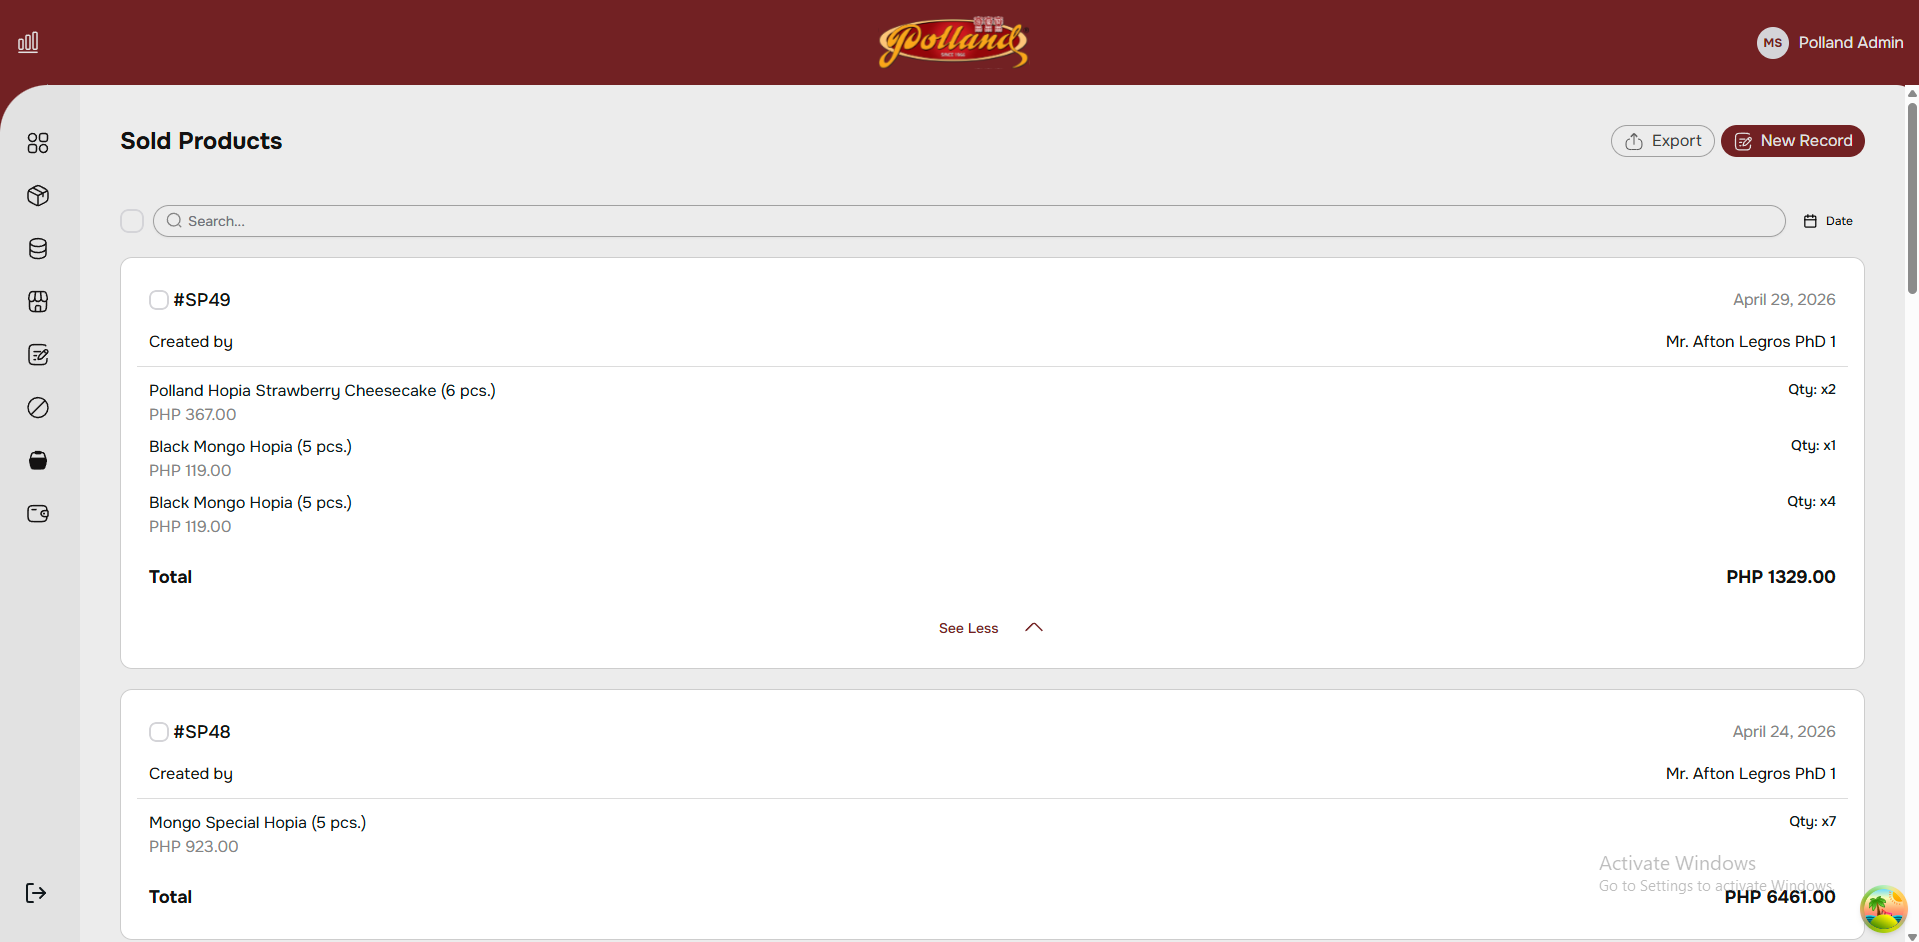 Polland
SINCE 1966
MS
Polland Admin
Sold Products
Export
New Record
Search...
Date
#SP49
April 29, 2026
Created by
Mr. Afton Legros PhD 1
Polland Hopia Strawberry Cheesecake (6 pcs.)
Qty: x2
PHP 367.00
Black Mongo Hopia (5 pcs.)
Qty: x1
PHP 119.00
Black Mongo Hopia (5 pcs.)
Qty: x4
PHP 119.00
Total
PHP 1329.00
See Less
#SP48
April 24, 2026
Created by
Mr. Afton Legros PhD 1
Mongo Special Hopia (5 pcs.)
Qty: x7
PHP 923.00
Activate Windows
Go to Settings to activate Windows.
Total
PHP 6461.00